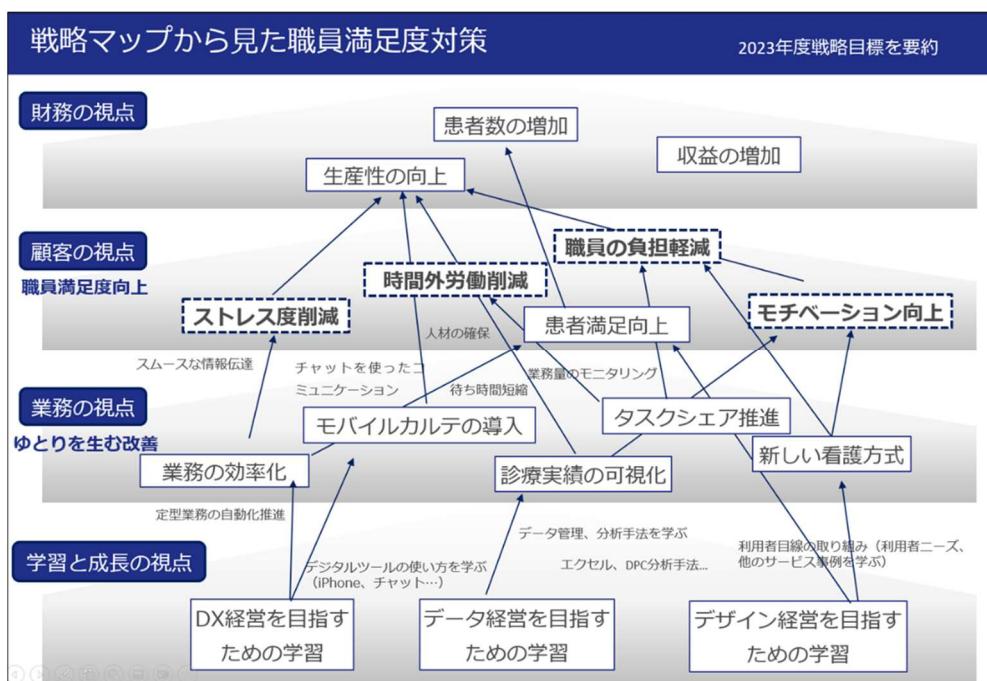 戦略マップから見た職員満足度対策
2023年度戦略目標を要約
財務の視点
患者数の増加
収益の増加
生産性の向上
顧客の視点
職員満足度向上
職員の負担軽減
時間外労働削減
ストレス度削減
患者満足向上
モチベーション向上
人材の確保
スムースな情報伝達
チャットを使ったコ
ミュニケーション
業務量のモニタリング
待ち時間短縮
業務の視点
ゆとりを生む改善
モバイルカルテの導入
タスクシェア推進
新しい看護方式
業務の効率化
診療実績の可視化
定型業務の自動化推進
データ管理、分析手法を学ぶ
学習と成長の視点
デジタルツールの使い方を学ぶ
（iPhone、チャット…）
エクセル、DPC分析手法...
利用者目線の取り組み（利用者ニーズ、
他のサービス事例を学ぶ）
DX経営を目指す
ための学習
データ経営を目指す
ための学習
デザイン経営を目指す
ための学習